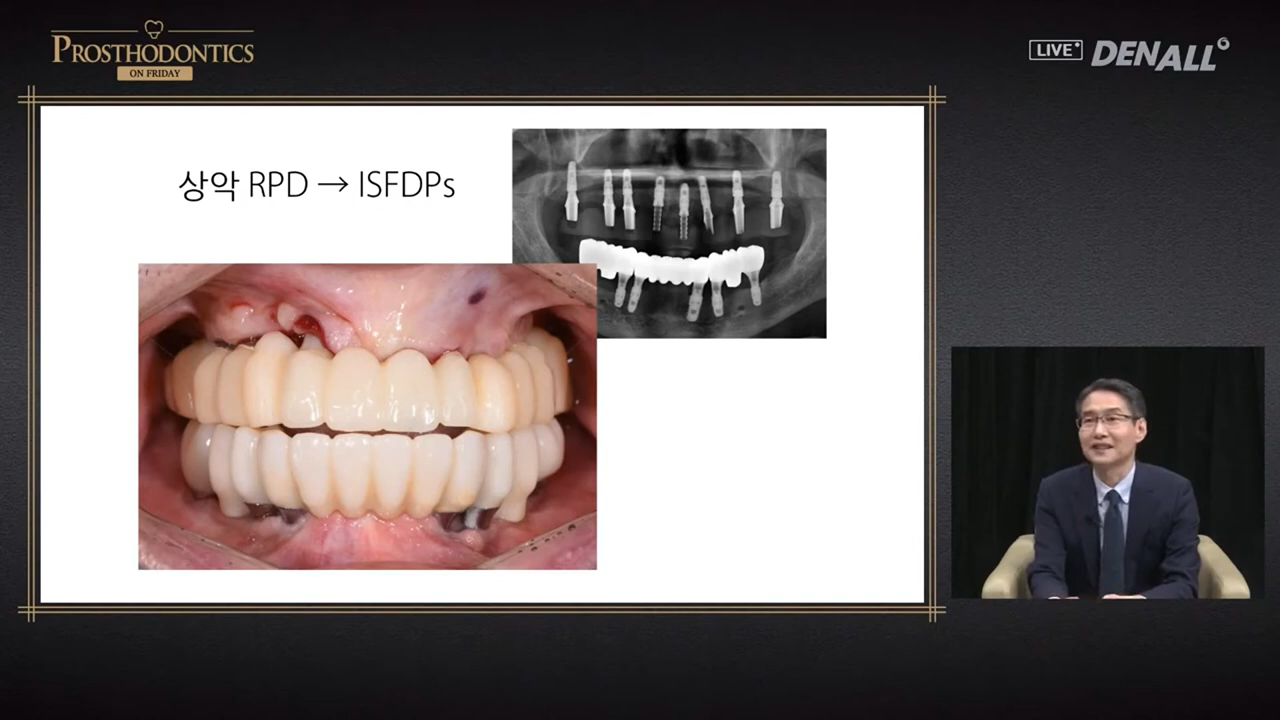 PROSTHODONTICS
ON FRIDAY
LIVE
DENALL
상악 RPD → ISFDPs